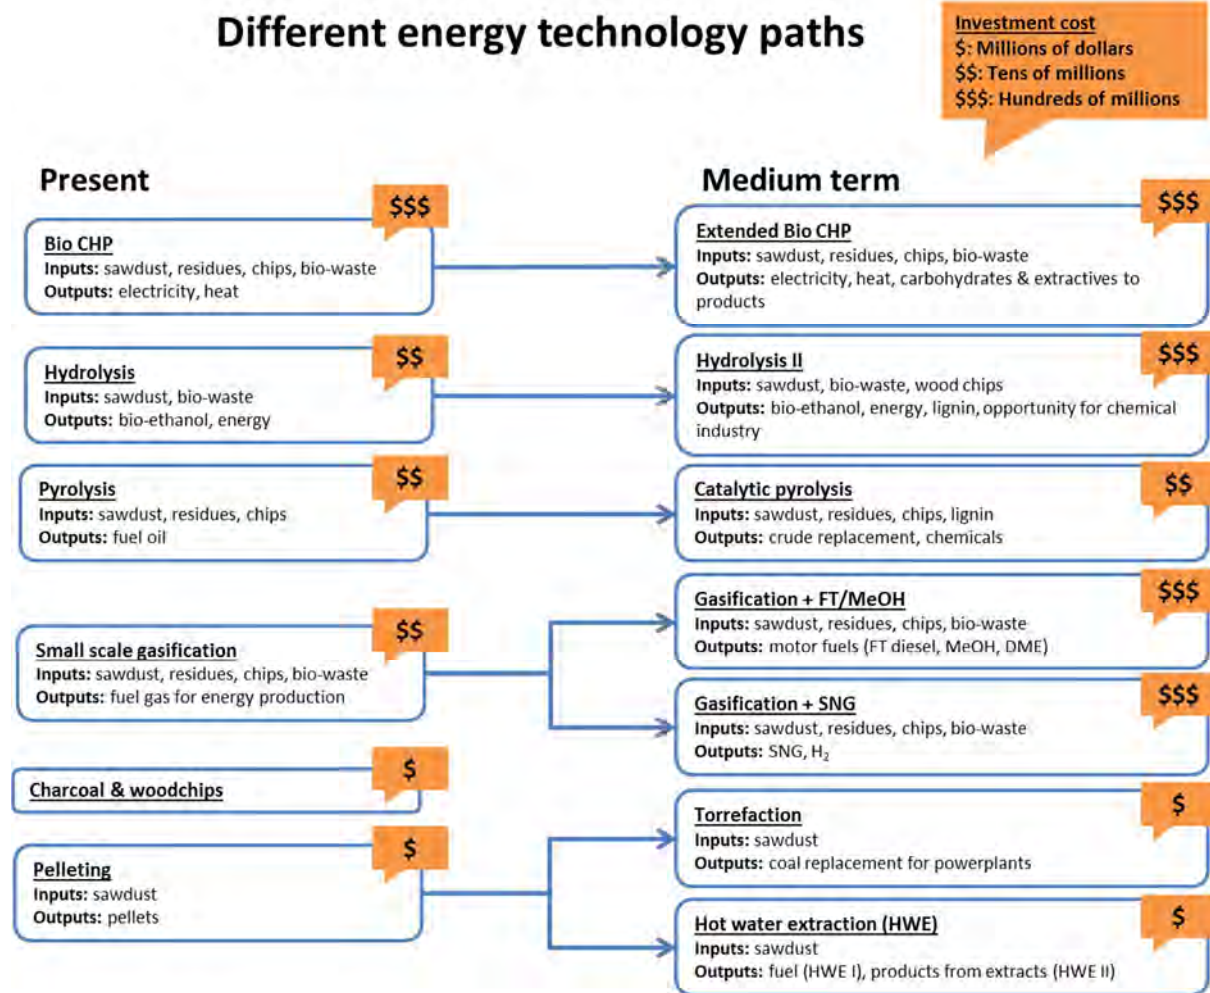 Different energy technology paths
Investment cost
$: Millions of dollars
$$: Tens of millions
$$$: Hundreds of millions
Present
$$$
Bio CHP
Inputs: sawdust, residues, chips, bio-waste
Outputs: electricity, heat
$$
Hydrolysis
Inputs: sawdust, bio-waste
Outputs: bio-ethanol, energy
$$
Pyrolysis
Inputs: sawdust, residues, chips
Outputs: fuel oil
$$
Small scale gasification
Inputs: sawdust, residues, chips, bio-waste
Outputs: fuel gas for energy production
$
Charcoal & woodchips
$
Pelleting
Inputs: sawdust
Outputs: pellets
Medium term
$$$
Extended Bio CHP
Inputs: sawdust, residues, chips, bio-waste
Outputs: electricity, heat, carbohydrates & extractives to
products
$$$
Hydrolysis II
Inputs: sawdust, bio-waste, wood chips
Outputs: bio-ethanol, energy, lignin, opportunity for chemical
industry
$$
Catalytic pyrolysis
Inputs: sawdust, residues, chips, lignin
Outputs: crude replacement, chemicals
$$$
Gasification + FT/MeOH
Inputs: sawdust, residues, chips, bio-waste
Outputs: motor fuels (FT diesel, MeOH, DME)
$$$
Gasification + SNG
Inputs: sawdust, residues, chips, bio-waste
Outputs: SNG, H₂
$
Torrefaction
Inputs: sawdust
Outputs: coal replacement for powerplants
$
Hot water extraction (HWE)
Inputs: sawdust
Outputs: fuel (HWE I), products from extracts (HWE II)